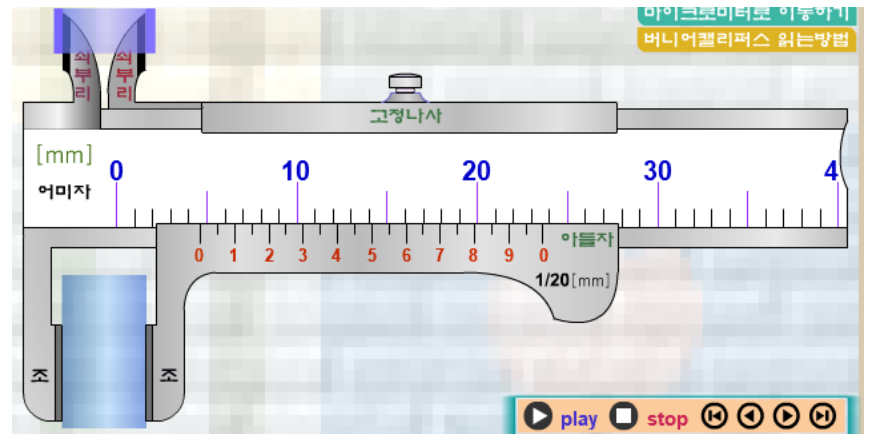 마이크로미터로 이동하기
버니어캘리퍼스 읽는방법
쇠부리 쇠부리
고정나사
[mm]
어미자
0 10 20 30 4
0 1 2 3 4 5 6 7 8 9 0
아들자
1/20[mm]
조 조
play stop